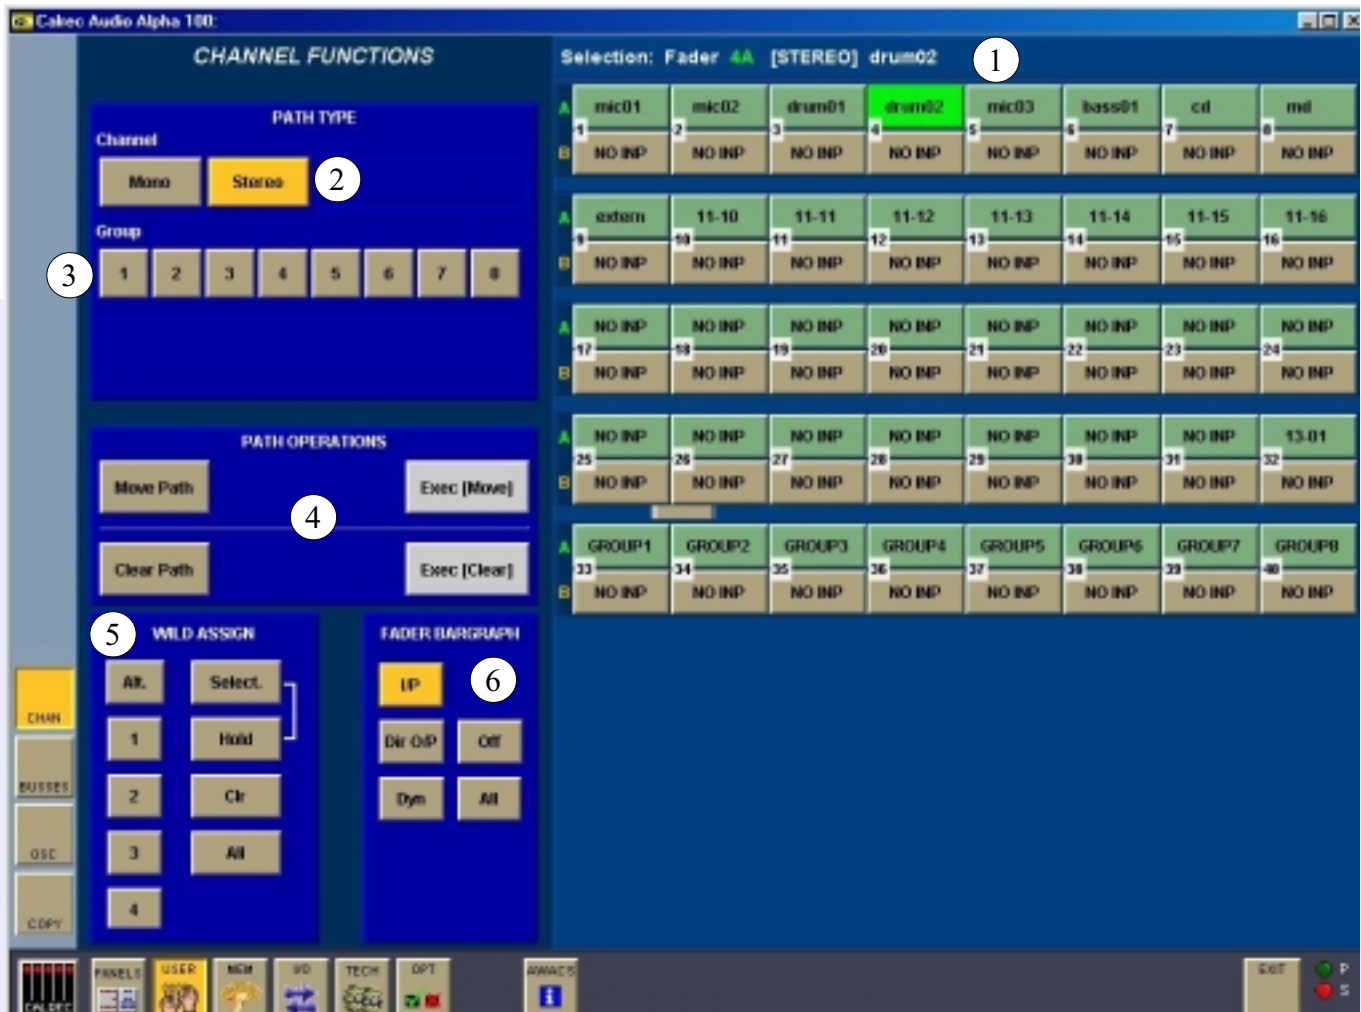 Calrec Audio Alpha 100:
CHANNEL FUNCTIONS
Selection: Fader 4A [STEREO] drum02
1
PATH TYPE
Channel
Mono Stereo
2
Group
3
1 2 3 4 5 6 7 8
PATH OPERATIONS
Move Path Exec [Move]
4
Clear Path Exec [Clear]
5
WILD ASSIGN
Alt. Select.
1 Hold
2 Clr
3 All
4
FADER BARGRAPH
I/P
6
Dir O/P Off
Dyn All
A mic01 mic02 drum01 drum02 mic03 bass01 cd md
1 2 3 4 5 6 7 8
B NO INP NO INP NO INP NO INP NO INP NO INP NO INP NO INP
A extern 11-10 11-11 11-12 11-13 11-14 11-15 11-16
9 10 11 12 13 14 15 16
B NO INP NO INP NO INP NO INP NO INP NO INP NO INP NO INP
A NO INP NO INP NO INP NO INP NO INP NO INP NO INP NO INP
17 18 19 20 21 22 23 24
B NO INP NO INP NO INP NO INP NO INP NO INP NO INP NO INP
A NO INP NO INP NO INP NO INP NO INP NO INP NO INP 13-01
25 26 27 28 29 30 31 32
B NO INP NO INP NO INP NO INP NO INP NO INP NO INP NO INP
A GROUP1 GROUP2 GROUP3 GROUP4 GROUP5 GROUP6 GROUP7 GROUP8
33 34 35 36 37 38 39 40
B NO INP NO INP NO INP NO INP NO INP NO INP NO INP NO INP
CHAN
BUSSES
OSC
COPY
CALREC
PANELS USER MEM I/O TECH OPT AWACS EXIT
P
S